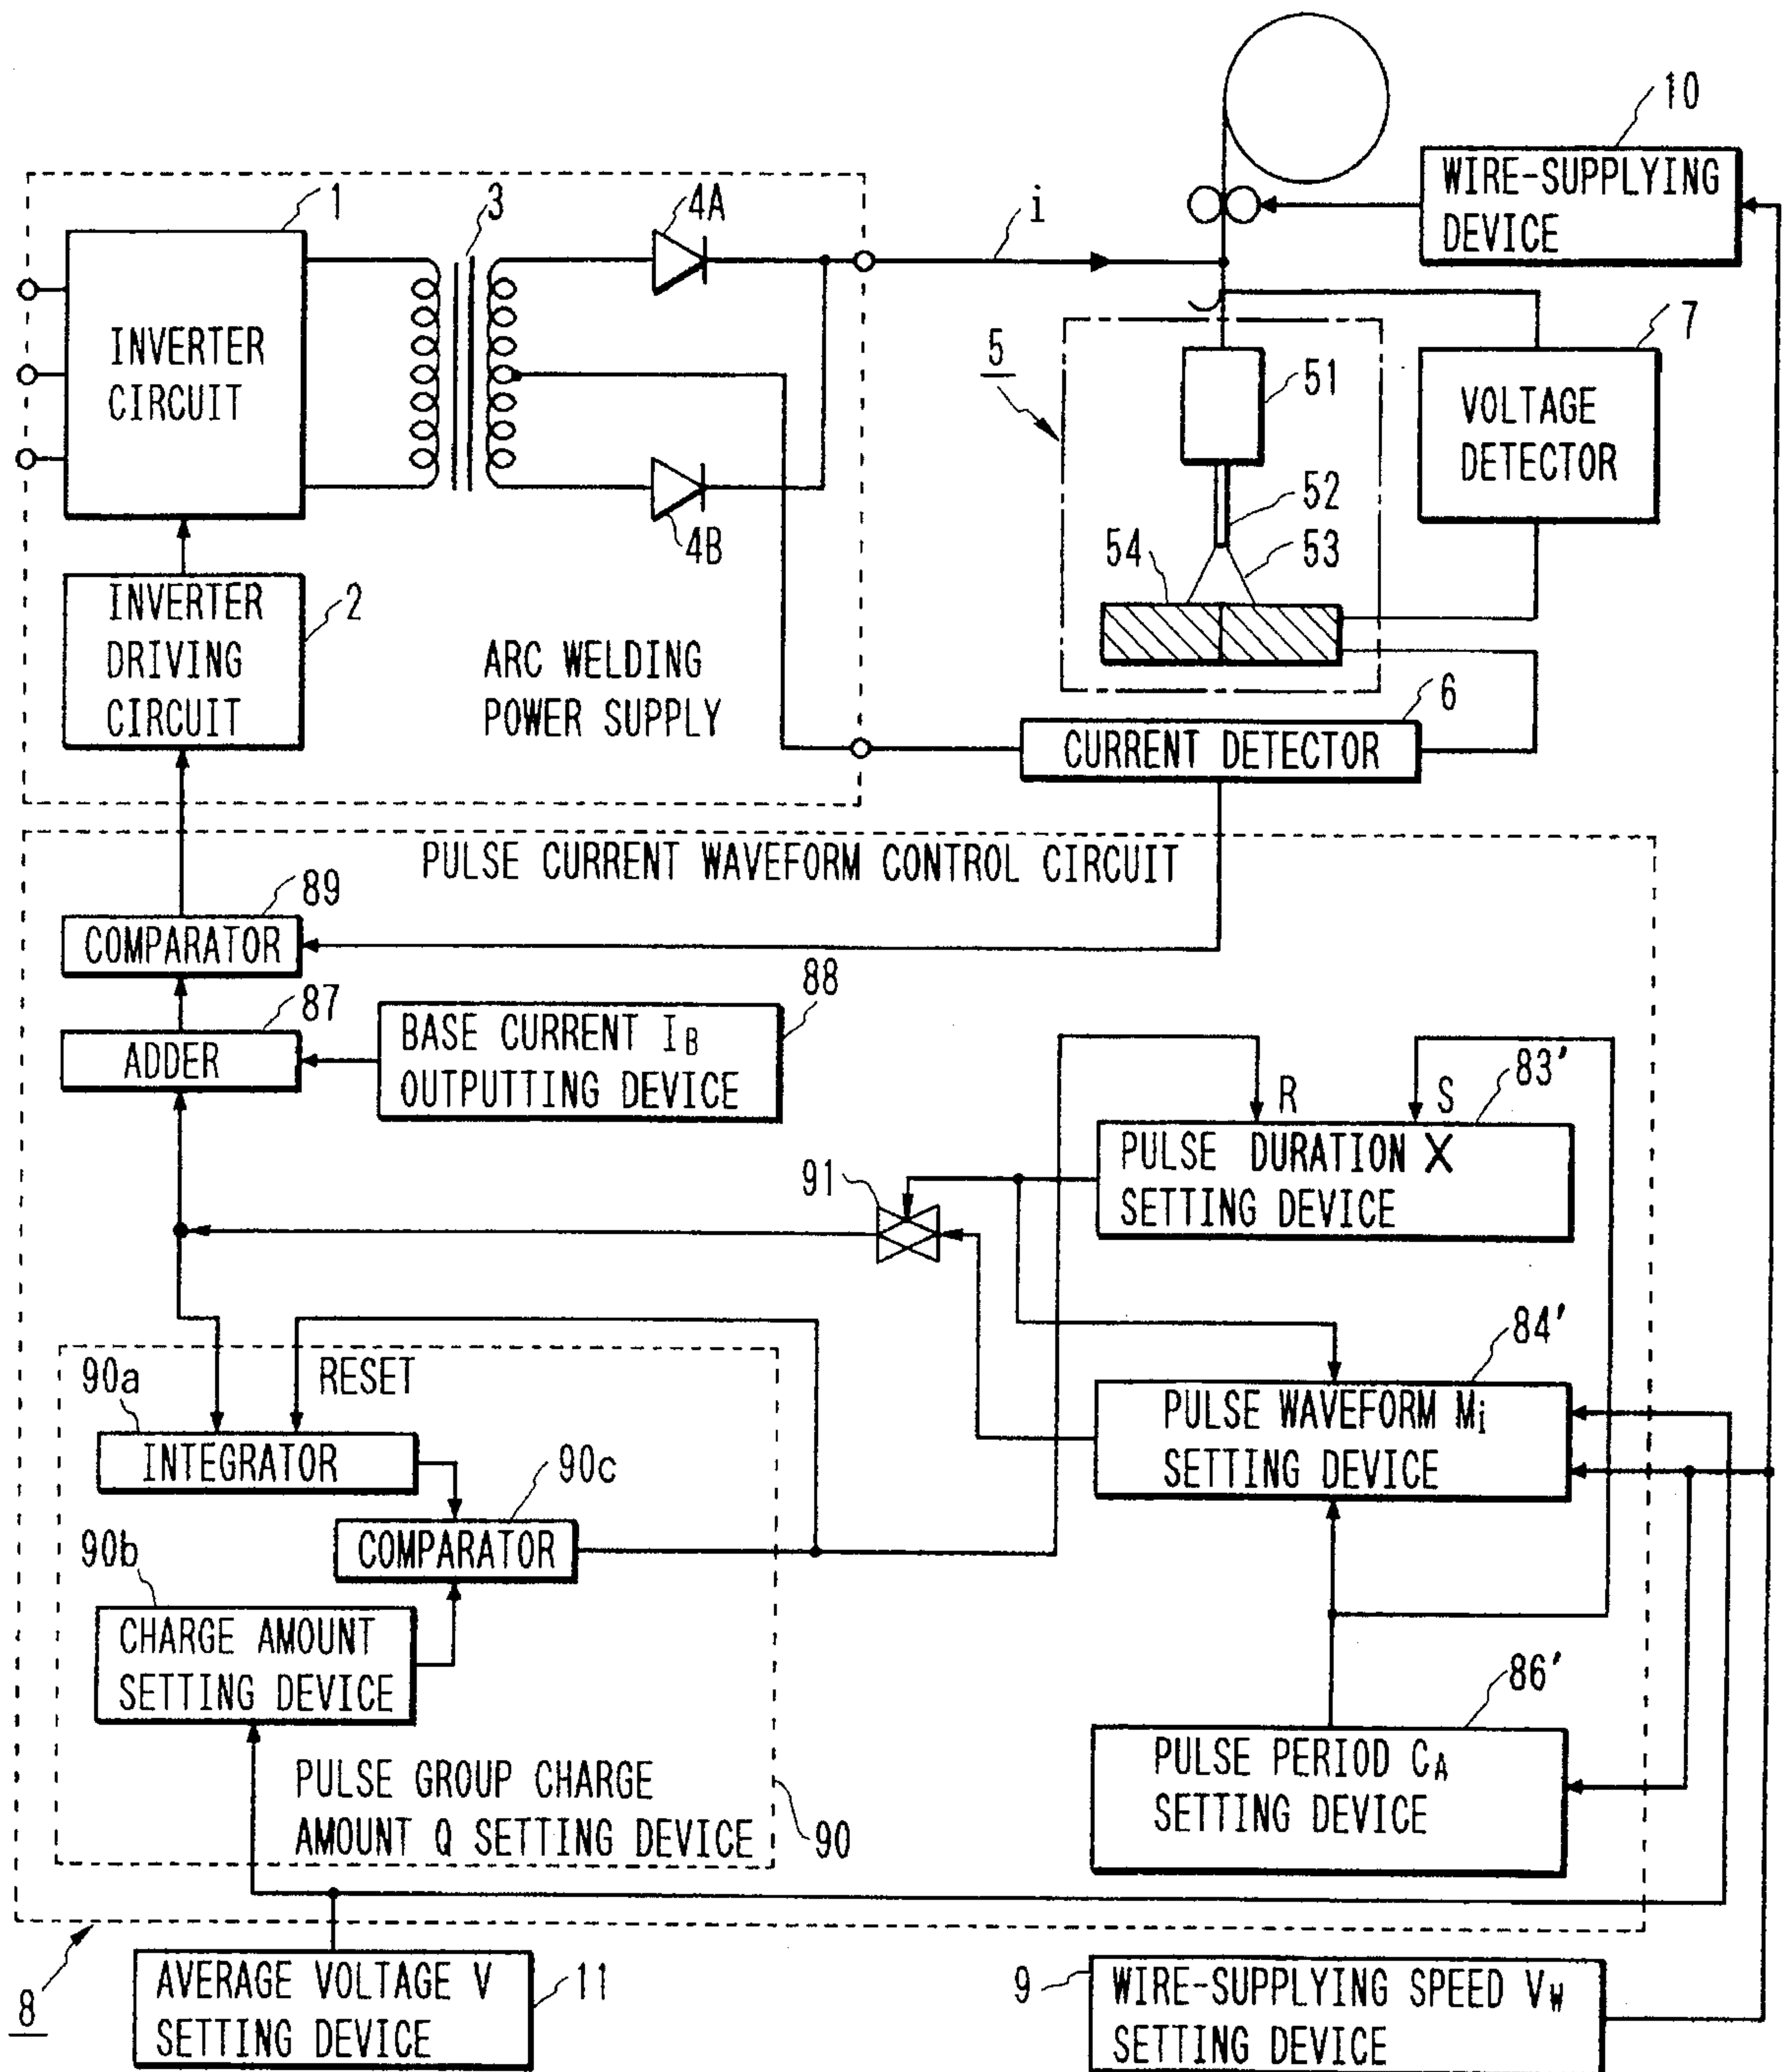 10
WIRE-SUPPLYING
DEVICE
1
3
4A
i
INVERTER
CIRCUIT
5
51
7
VOLTAGE
DETECTOR
4B
52
54
53
INVERTER
DRIVING
CIRCUIT
2
ARC WELDING
POWER SUPPLY
6
CURRENT DETECTOR
PULSE CURRENT WAVEFORM CONTROL CIRCUIT
89
COMPARATOR
87
ADDER
88
BASE CURRENT IB
OUTPUTTING DEVICE
R
S
83'
PULSE DURATION X
SETTING DEVICE
91
84'
PULSE WAVEFORM Mi
SETTING DEVICE
RESET
90a
INTEGRATOR
90c
COMPARATOR
90b
CHARGE AMOUNT
SETTING DEVICE
86'
PULSE PERIOD CA
SETTING DEVICE
PULSE GROUP CHARGE
AMOUNT Q SETTING DEVICE
90
8
AVERAGE VOLTAGE V
SETTING DEVICE
11
9
WIRE-SUPPLYING SPEED VW
SETTING DEVICE